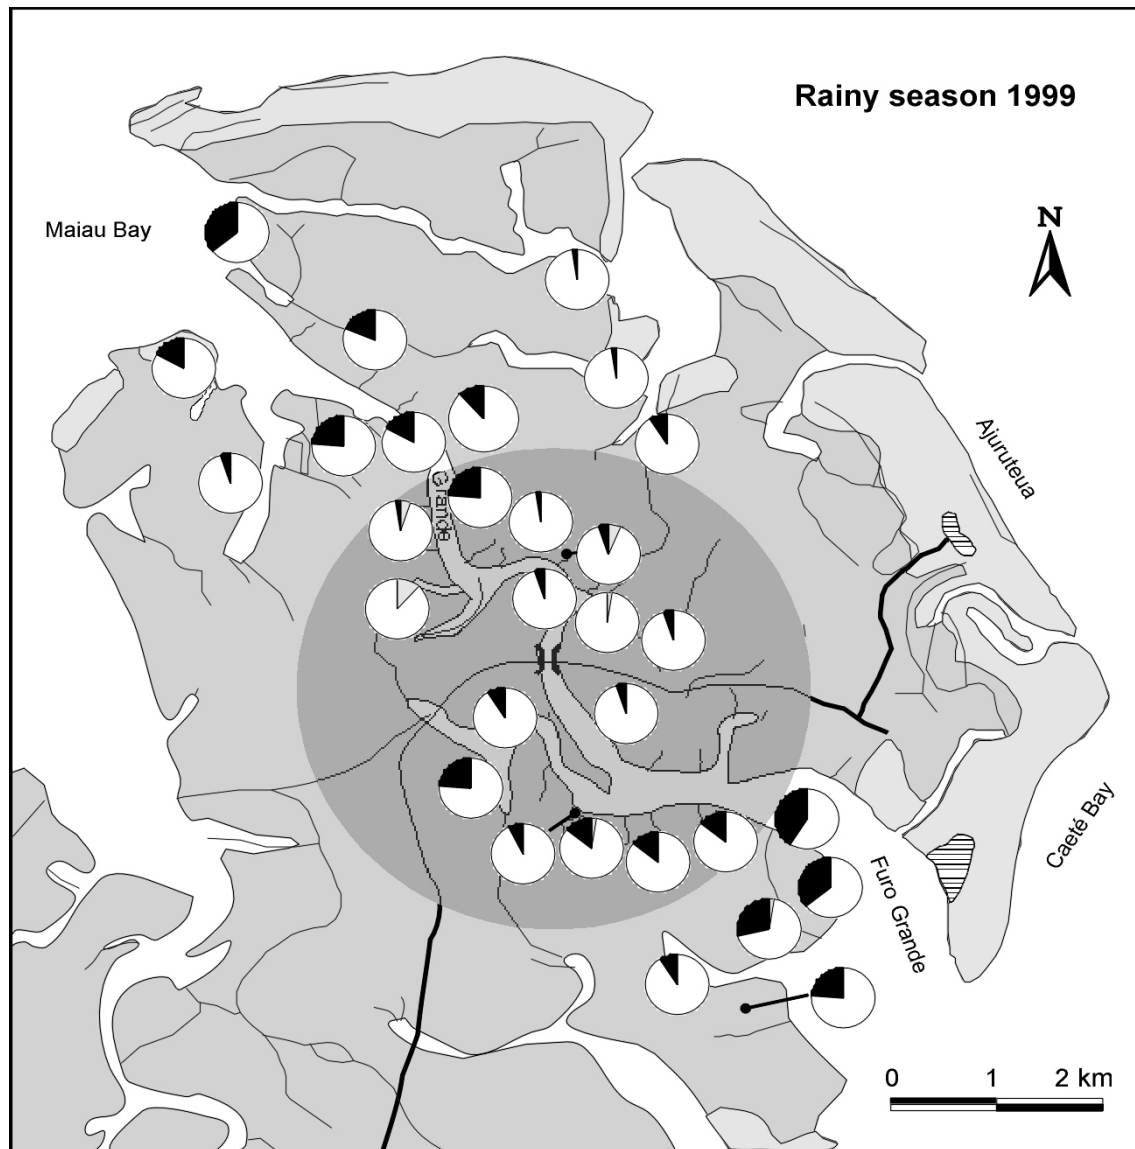 Rainy season 1999
Maiau Bay
N
Ajuruteua
Grande
Caeté Bay
Furo Grande
0 1 2 km